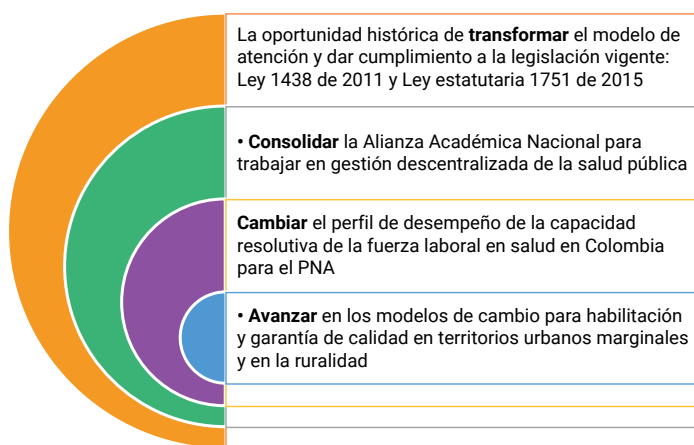 La oportunidad histórica de transformar el modelo de
atención y dar cumplimiento a la legislación vigente:
Ley 1438 de 2011 y Ley estatutaria 1751 de 2015
• Consolidar la Alianza Académica Nacional para
trabajar en gestión descentralizada de la salud pública
Cambiar el perfil de desempeño de la capacidad
resolutiva de la fuerza laboral en salud en Colombia
para el PNA
• Avanzar en los modelos de cambio para habilitación
y garantía de calidad en territorios urbanos marginales
y en la ruralidad